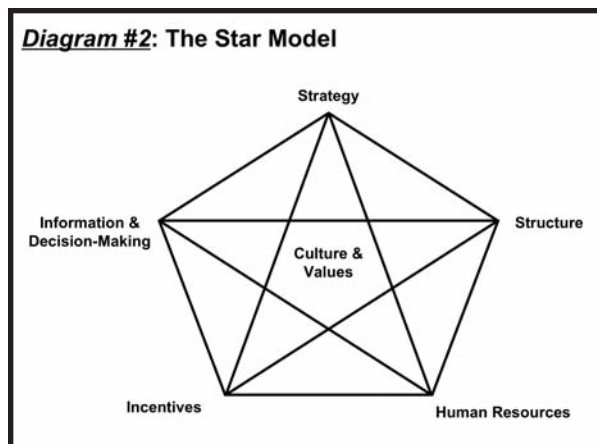 Diagram #2: The Star Model
Strategy
Information &
Decision-Making
Structure
Culture &
Values
Incentives
Human Resources